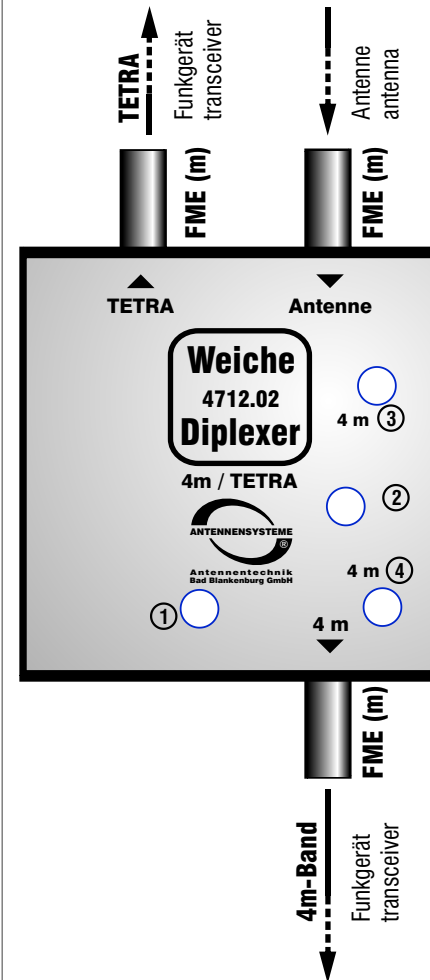 TETRA
Funkgerät
transceiver
Antenne
antenna
FME (m)
FME (m)
TETRA
Antenne
Weiche
4712.02
Diplexer
4m / TETRA
4 m ③
②
ANTENNENSYSTEME
®
Antennentechnik
Bad Blankenburg GmbH
4 m ④
①
4 m
FME (m)
4m-Band
Funkgerät
transceiver